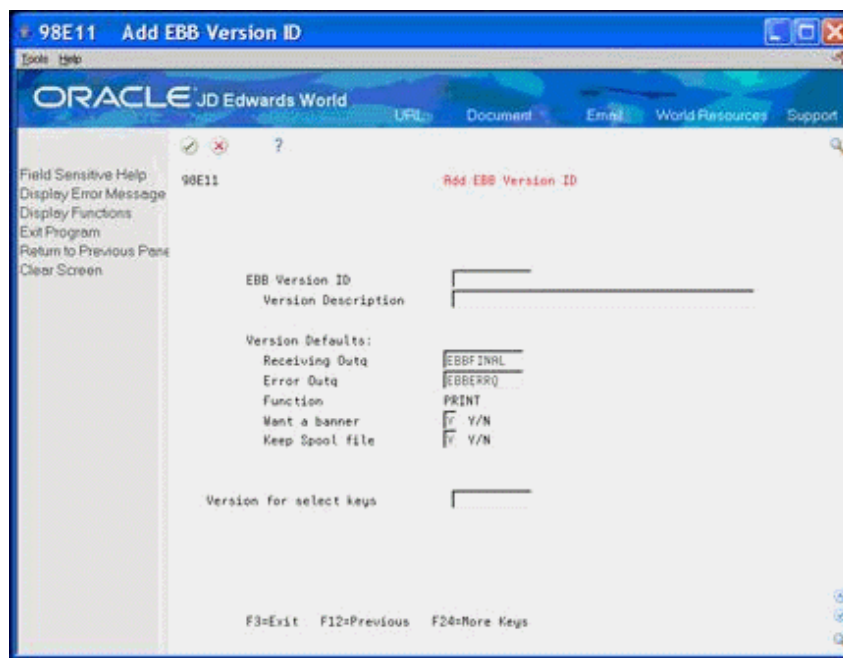 98E11 Add EBB Version ID
Tools Help
ORACLE JD Edwards World
URL Document Email World Resources Support
?
Field Sensitive Help
Display Error Message
Display Functions
Exit Program
Return to Previous Pane
Clear Screen
98E11 Add EBB Version ID
EBB Version ID
Version Description
Version Defaults:
Receiving Outq EBBFINAL
Error Outq EBBERRQ
Function PRINT
Want a banner Y Y/N
Keep Spool file Y Y/N
Version for select keys
F3=Exit F12=Previous F24=More Keys